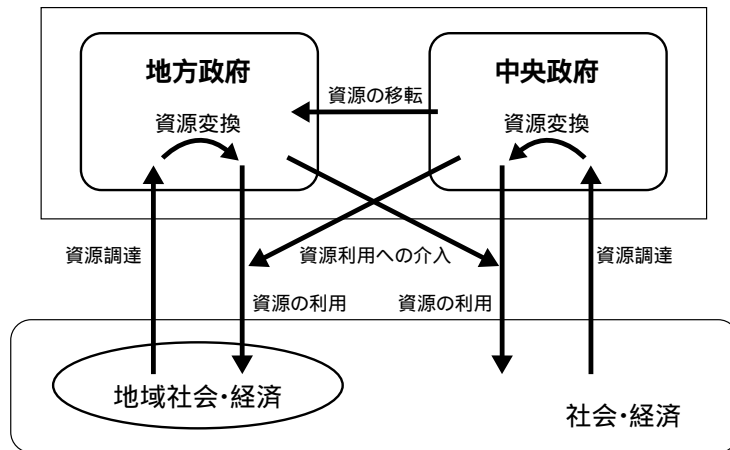 地方政府
中央政府
資源の移転
資源変換
資源変換
資源調達
資源利用への介入
資源調達
資源の利用
資源の利用
地域社会・経済
社会・経済